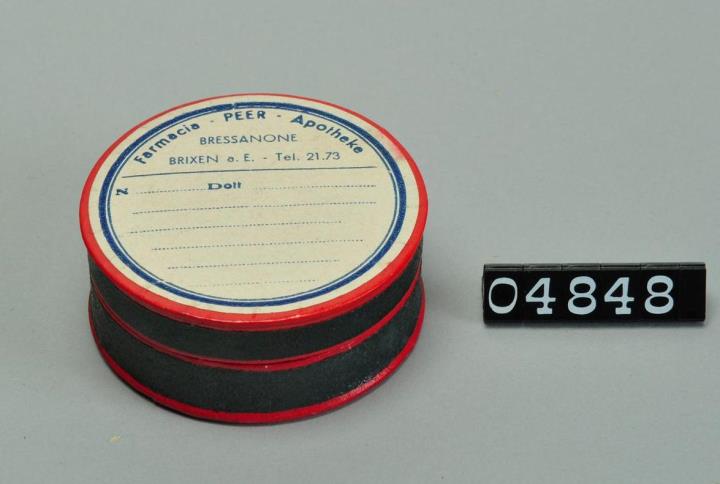 Farmacia - PEER - Apotheke
BRESSANONE
BRIXEN a. E. - Tel. 21.73
N. Dott
04848